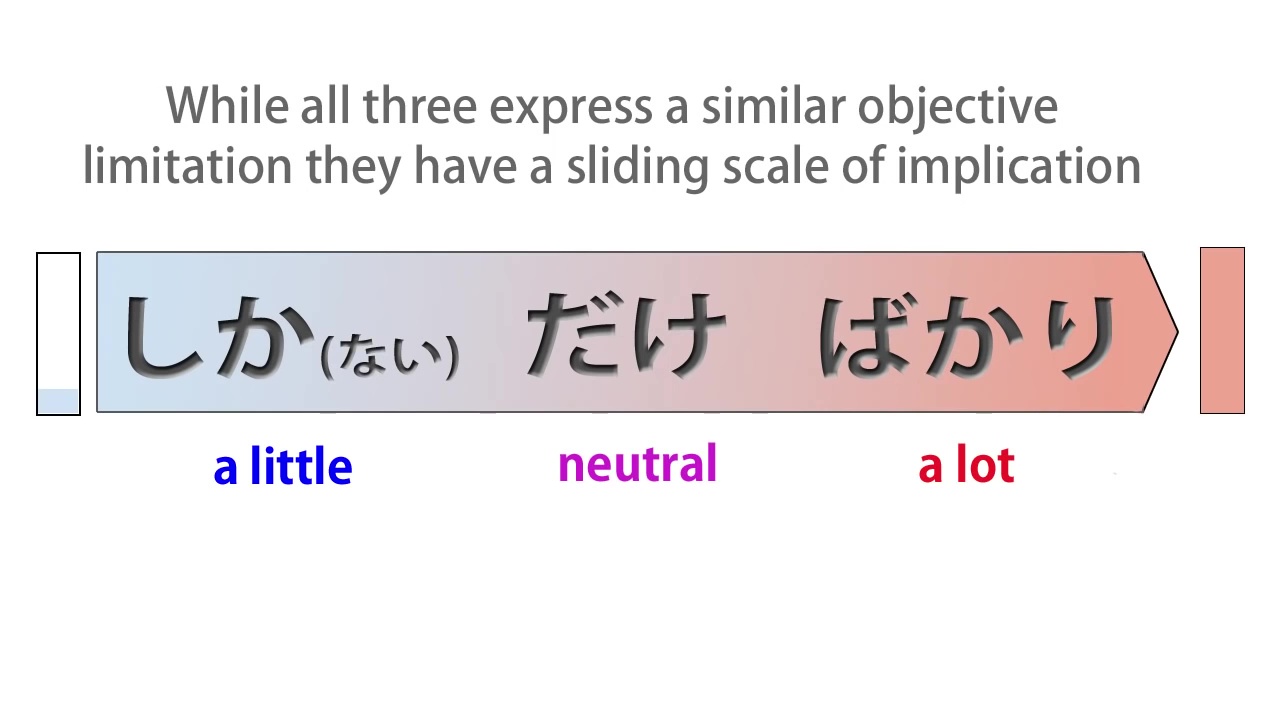 While all three express a similar objective
limitation they have a sliding scale of implication
しか(ない) だけ ばかり
a little neutral a lot